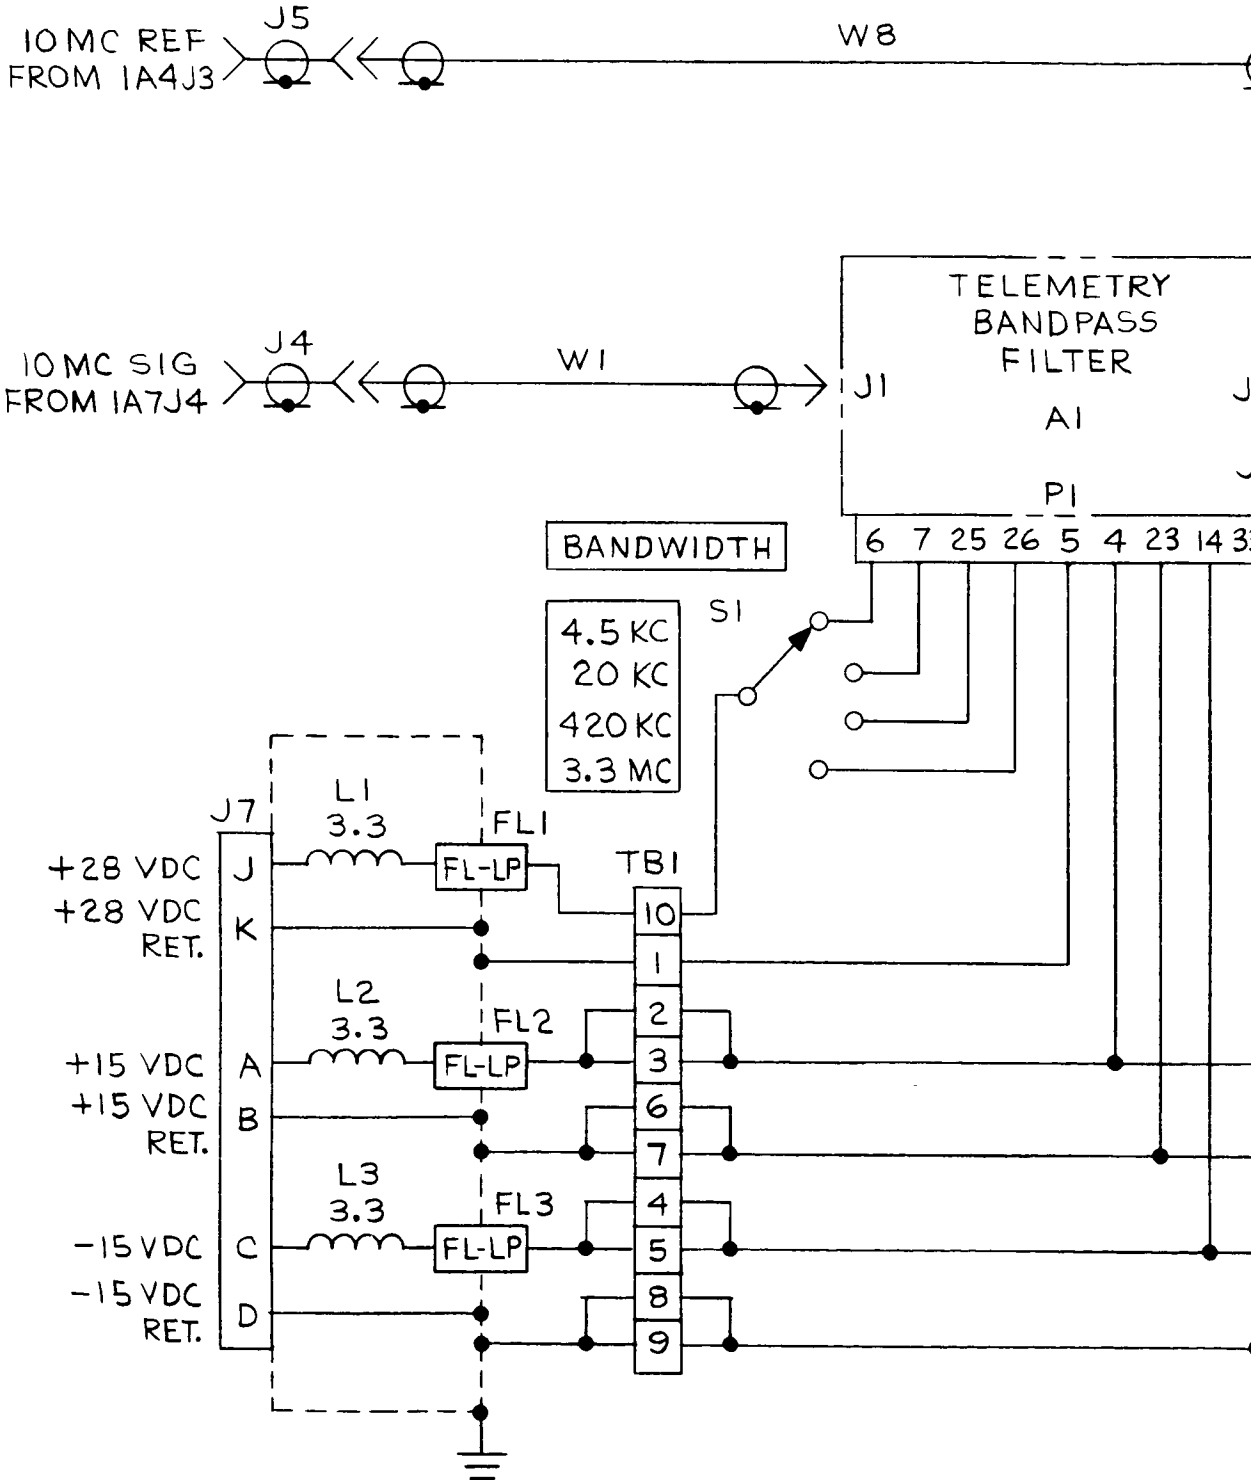 J5
10 MC REF
FROM 1A4J3
W8
J4
10 MC SIG
FROM 1A7J4
W1
TELEMETRY
BANDPASS
FILTER
J1
A1
P1
6 7 25 26 5 4 23 14
BANDWIDTH
S1
4.5 KC
20 KC
420 KC
3.3 MC
J7
L1
3.3
FL1
FL-LP
+28 VDC
J
+28 VDC
RET.
K
TB1
10
1
2
3
6
7
4
5
8
9
L2
3.3
FL2
FL-LP
+15 VDC
A
+15 VDC
RET.
B
L3
3.3
FL3
FL-LP
-15 VDC
C
-15 VDC
RET.
D